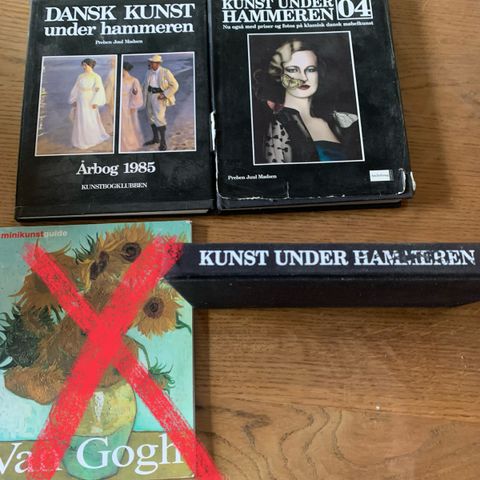 DANSK KUNST
under hammeren
Preben Juul Madsen
Årbog 1985
KUNSTBOGKLUBBEN
KUNST UNDER
HAMMEREN 04
Nu også med priser og fotos på klassisk dansk møbelkunst
Preben Juul Madsen
minikunstguide
Van Gogh
KUNST UNDER HAMMEREN